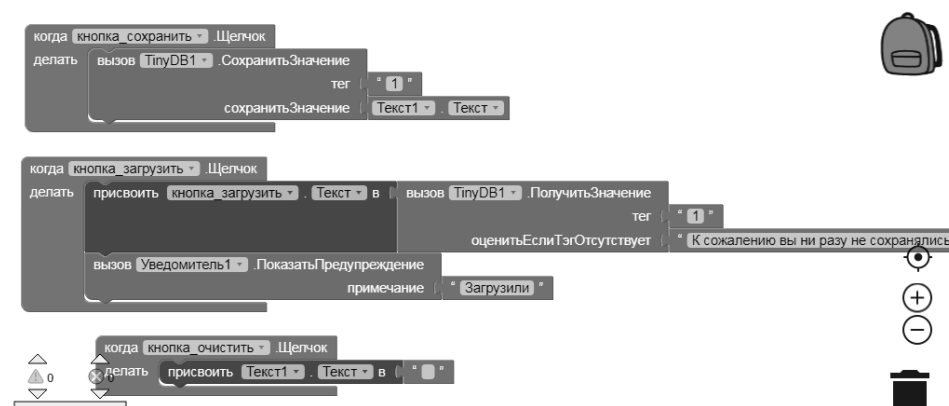 когда кнопка_сохранить .Щелчок
делать вызов TinyDB1 .СохранитьЗначение
тег " 1 "
сохранитьЗначение Текст1 . Текст
когда кнопка_загрузить .Щелчок
делать присвоить кнопка_загрузить . Текст в вызов TinyDB1 .ПолучитьЗначение
тег " 1 "
оценитьЕслиТэгОтсутствует " К сожалению вы ни разу не сохранялись
вызов Уведомитель1 .ПоказатьПредупреждение
примечание " Загрузили "
когда кнопка_очистить .Щелчок
делать присвоить Текст1 . Текст в " "
0 0